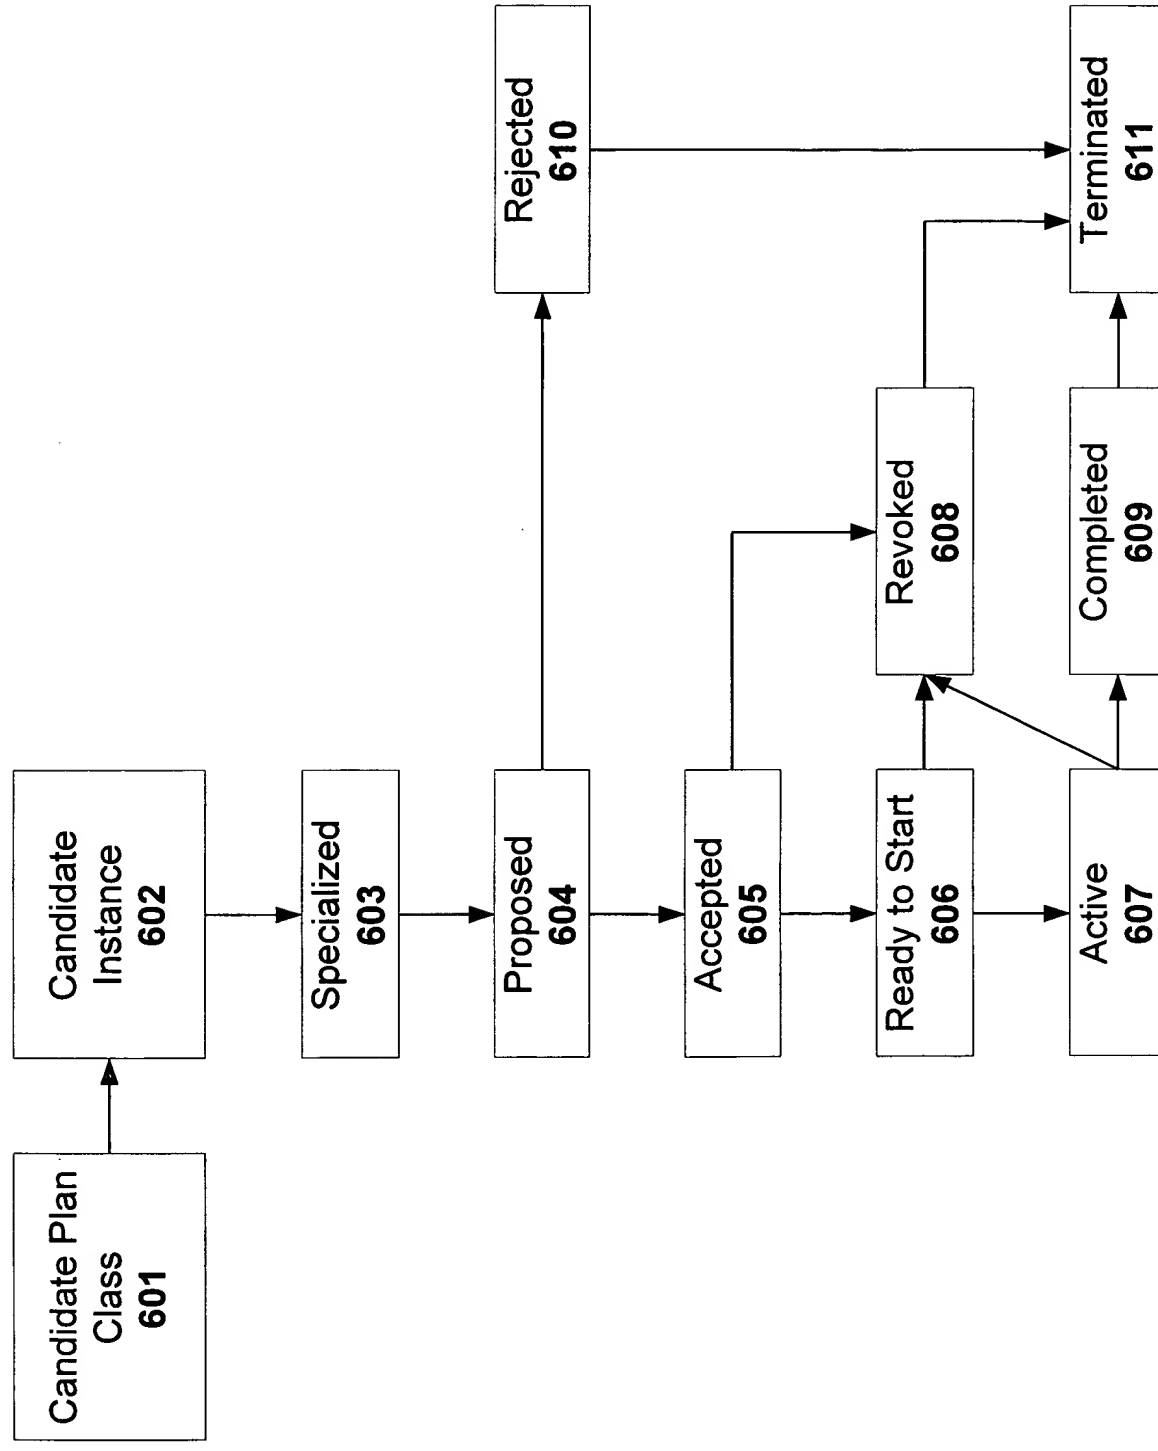 Candidate Plan
Class
601
Candidate
Instance
602
Specialized
603
Proposed
604
Rejected
610
Accepted
605
Ready to Start
606
Revoked
608
Active
607
Completed
609
Terminated
611